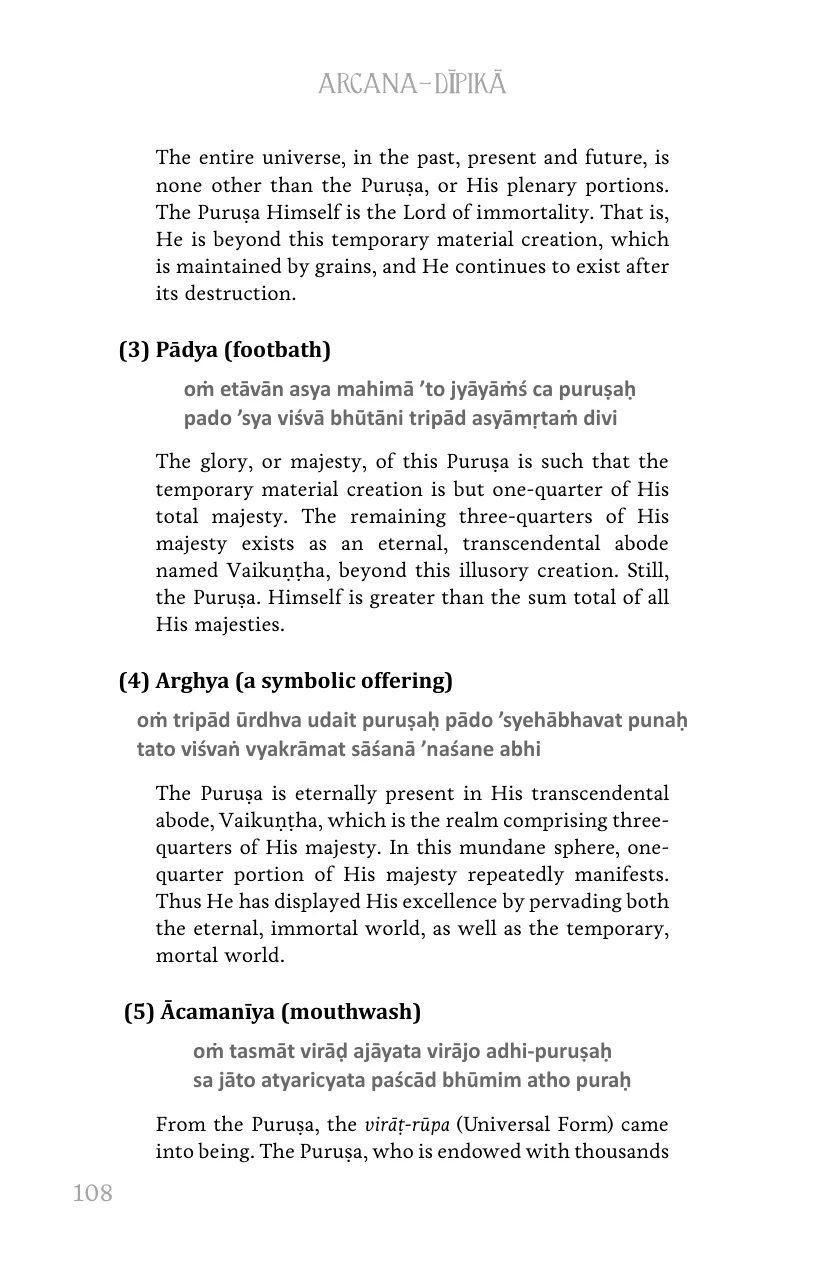 ARCANA–DĪPIKĀ
The entire universe, in the past, present and future, is
none other than the Puruṣa, or His plenary portions.
The Puruṣa Himself is the Lord of immortality. That is,
He is beyond this temporary material creation, which
is maintained by grains, and He continues to exist after
its destruction.
(3) Pādya (footbath)
oṁ etāvān asya mahimā ’to jyāyāṁś ca puruṣaḥ
pado ’sya viśvā bhūtāni tripād asyāmṛtaṁ divi
The glory, or majesty, of this Puruṣa is such that the
temporary material creation is but one-quarter of His
total majesty. The remaining three-quarters of His
majesty exists as an eternal, transcendental abode
named Vaikuṇṭha, beyond this illusory creation. Still,
the Puruṣa. Himself is greater than the sum total of all
His majesties.
(4) Arghya (a symbolic offering)
oṁ tripād ūrdhva udait puruṣaḥ pādo ’syehābhavat punaḥ
tato viśvaṅ vyakrāmat sāśanā ’naśane abhi
The Puruṣa is eternally present in His transcendental
abode, Vaikuṇṭha, which is the realm comprising three-
quarters of His majesty. In this mundane sphere, one-
quarter portion of His majesty repeatedly manifests.
Thus He has displayed His excellence by pervading both
the eternal, immortal world, as well as the temporary,
mortal world.
(5) Ācamanīya (mouthwash)
oṁ tasmāt virāḍ ajāyata virājo adhi-puruṣaḥ
sa jāto atyaricyata paścād bhūmim atho puraḥ
From the Puruṣa, the virāṭ-rūpa (Universal Form) came
into being. The Puruṣa, who is endowed with thousands
108